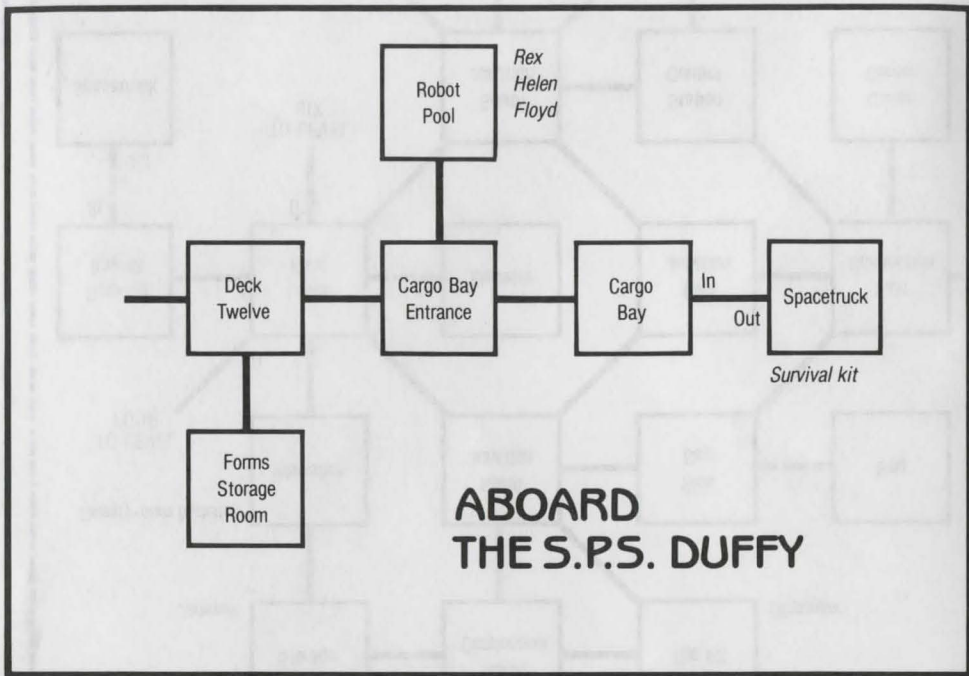 Robot
Pool
Rex
Helen
Floyd
Deck
Twelve
Cargo Bay
Entrance
Cargo
Bay
In
Out
Spacetruck
Survival kit
Forms
Storage
Room
ABOARD
THE S.P.S. DUFFY